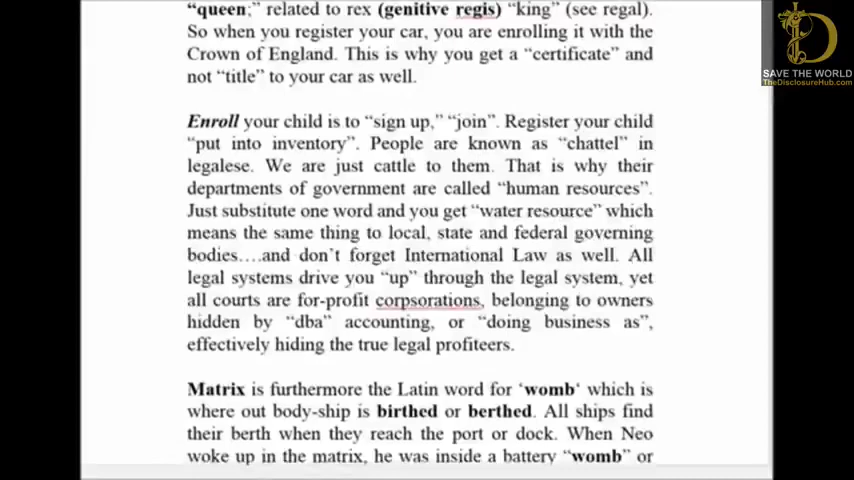 "queen;" related to rex (genitive regis) "king" (see regal).
So when you register your car, you are enrolling it with the
Crown of England. This is why you get a "certificate" and
not "title" to your car as well.
Enroll your child is to "sign up," "join". Register your child
"put into inventory". People are known as "chattel" in
legalese. We are just cattle to them. That is why their
departments of government are called "human resources".
Just substitute one word and you get "water resource" which
means the same thing to local, state and federal governing
bodies....and don't forget International Law as well. All
legal systems drive you "up" through the legal system, yet
all courts are for-profit corpsorations, belonging to owners
hidden by "dba" accounting, or "doing business as",
effectively hiding the true legal profiteers.
Matrix is furthermore the Latin word for 'womb' which is
where out body-ship is birthed or berthed. All ships find
their berth when they reach the port or dock. When Neo
woke up in the matrix, he was inside a battery "womb" or
D
SAVE THE WORLD
TheDisclosureHub.com